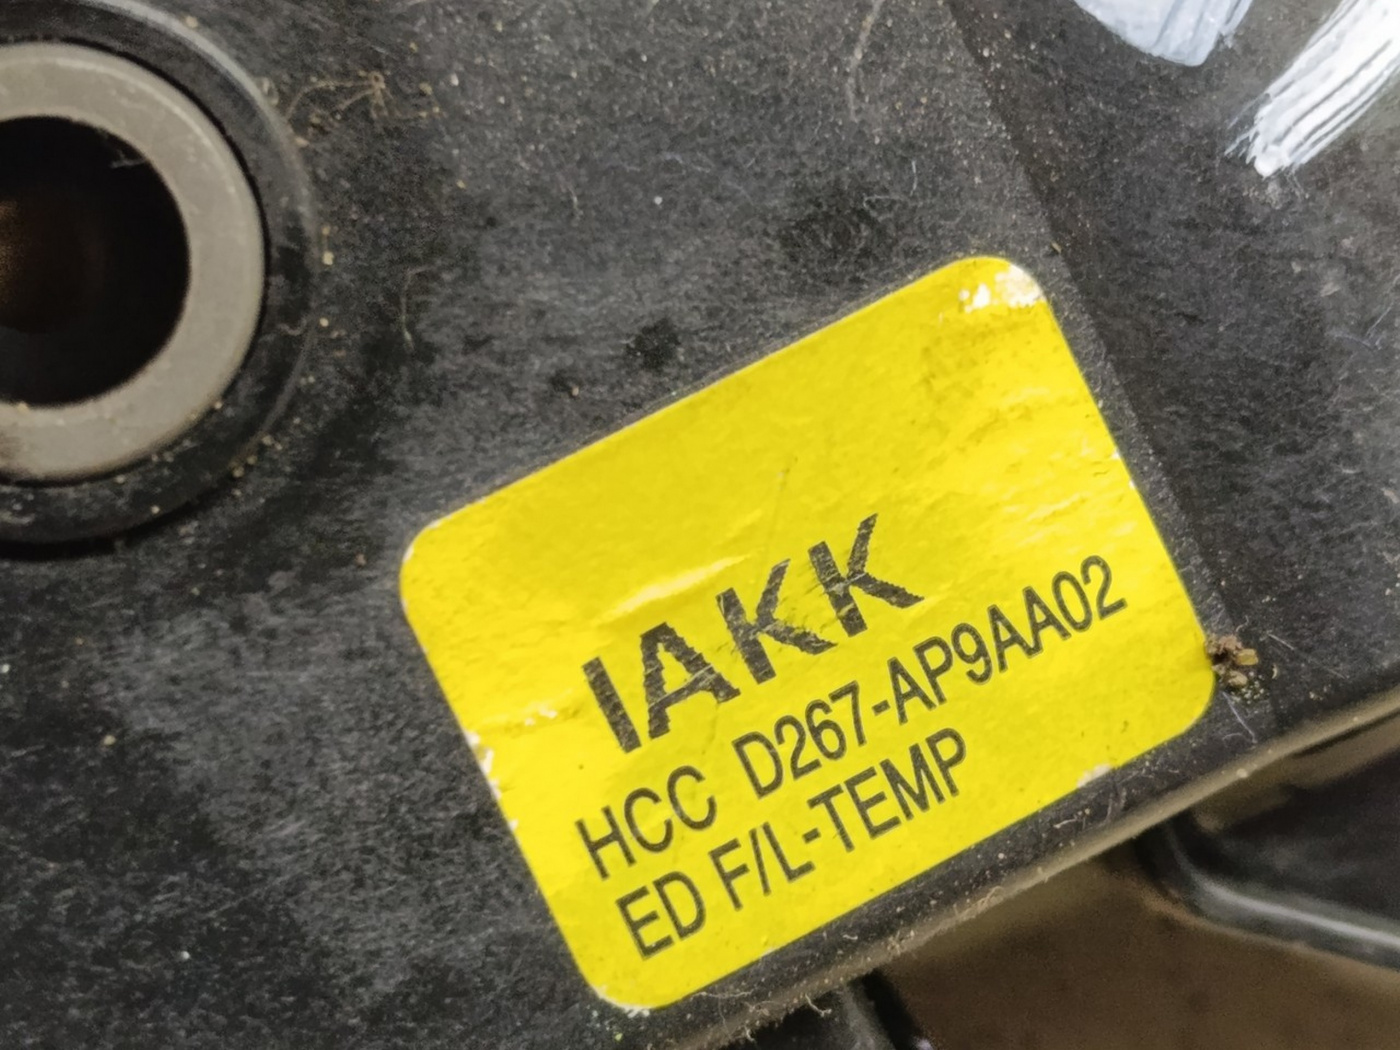 IAKK
HCC D267-AP9AA02
ED F/L-TEMP